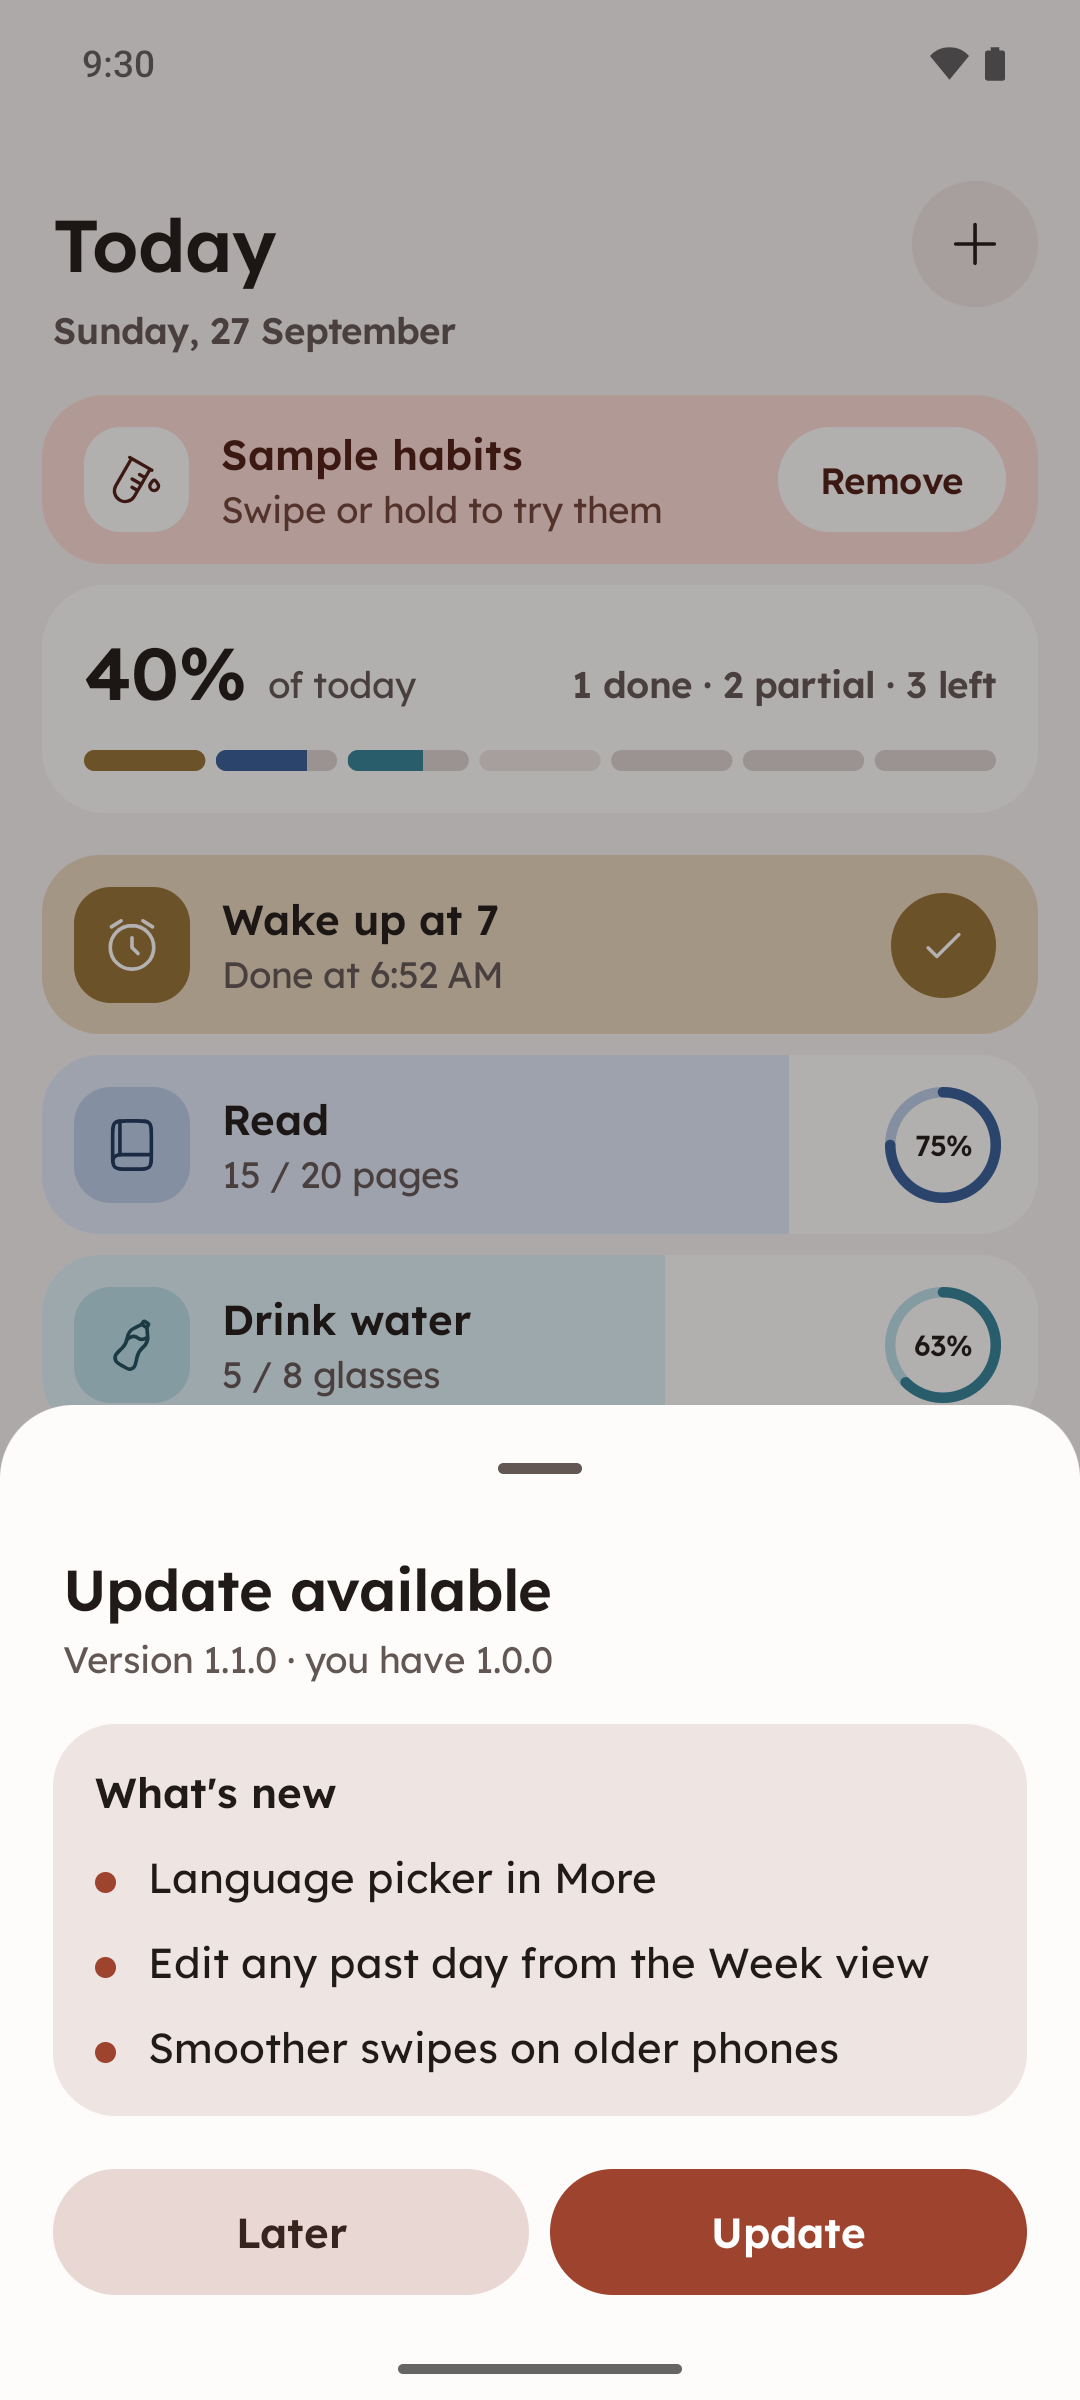 9:30
Today
Sunday, 27 September
Sample habits
Swipe or hold to try them
Remove
40% of today
1 done · 2 partial · 3 left
Wake up at 7
Done at 6:52 AM
Read
15 / 20 pages
75%
Drink water
5 / 8 glasses
63%
Update available
Version 1.1.0 · you have 1.0.0
What's new
Language picker in More
Edit any past day from the Week view
Smoother swipes on older phones
Later
Update